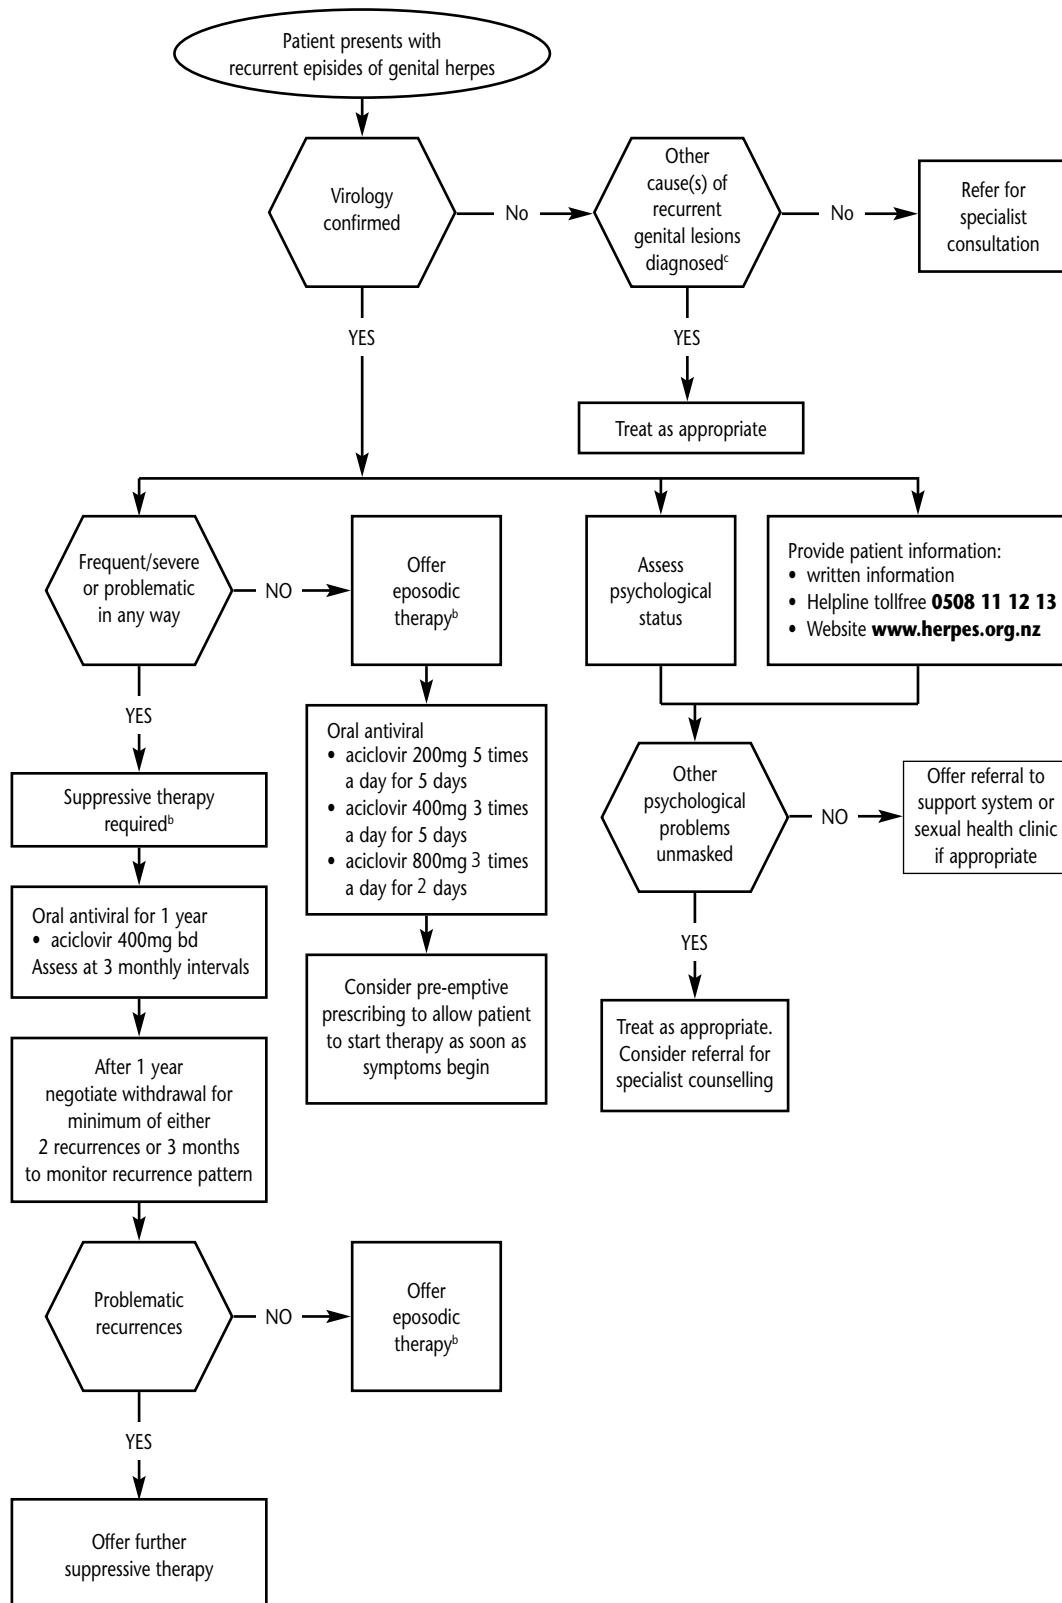 Patient presents with
recurrent episides of genital herpes
Virology
confirmed
No
Other
cause(s) of
recurrent
genital lesions
diagnosedᶜ
No
Refer for
specialist
consultation
YES
YES
Treat as appropriate
Frequent/severe
or problematic
in any way
NO
Offer
eposodic
therapyᵇ
Assess
psychological
status
Provide patient information:
• written information
• Helpline tollfree 0508 11 12 13
• Website www.herpes.org.nz
YES
Suppressive therapy
requiredᵇ
Oral antiviral
• aciclovir 200mg 5 times
a day for 5 days
• aciclovir 400mg 3 times
a day for 5 days
• aciclovir 800mg 3 times
a day for 2 days
Other
psychological
problems
unmasked
NO
Offer referral to
support system or
sexual health clinic
if appropriate
Oral antiviral for 1 year
• aciclovir 400mg bd
Assess at 3 monthly intervals
YES
Consider pre-emptive
prescribing to allow patient
to start therapy as soon as
symptoms begin
Treat as appropriate.
Consider referral for
specialist counselling
After 1 year
negotiate withdrawal for
minimum of either
2 recurrences or 3 months
to monitor recurrence pattern
Problematic
recurrences
NO
Offer
eposodic
therapyᵇ
YES
Offer further
suppressive therapy